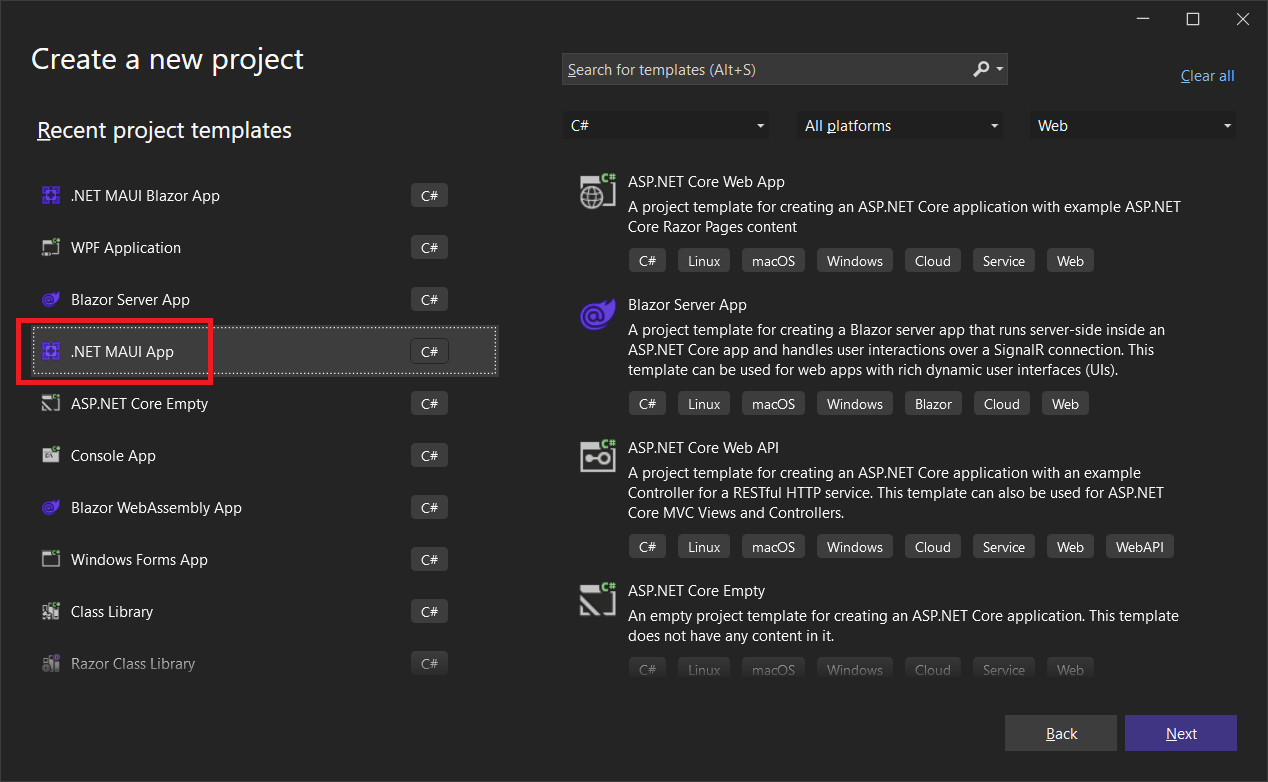 Create a new project
Search for templates (Alt+S)
Clear all
Recent project templates
C#
All platforms
Web
.NET MAUI Blazor App C#
WPF Application C#
Blazor Server App C#
.NET MAUI App C#
ASP.NET Core Empty C#
Console App C#
Blazor WebAssembly App C#
Windows Forms App C#
Class Library C#
Razor Class Library C#
ASP.NET Core Web App
A project template for creating an ASP.NET Core application with example ASP.NET
Core Razor Pages content
C# Linux macOS Windows Cloud Service Web
Blazor Server App
A project template for creating a Blazor server app that runs server-side inside an
ASP.NET Core app and handles user interactions over a SignalR connection. This
template can be used for web apps with rich dynamic user interfaces (UIs).
C# Linux macOS Windows Blazor Cloud Web
ASP.NET Core Web API
A project template for creating an ASP.NET Core application with an example
Controller for a RESTful HTTP service. This template can also be used for ASP.NET
Core MVC Views and Controllers.
C# Linux macOS Windows Cloud Service Web WebAPI
ASP.NET Core Empty
An empty project template for creating an ASP.NET Core application. This template
does not have any content in it.
C# Linux macOS Windows Cloud Service Web
Back
Next